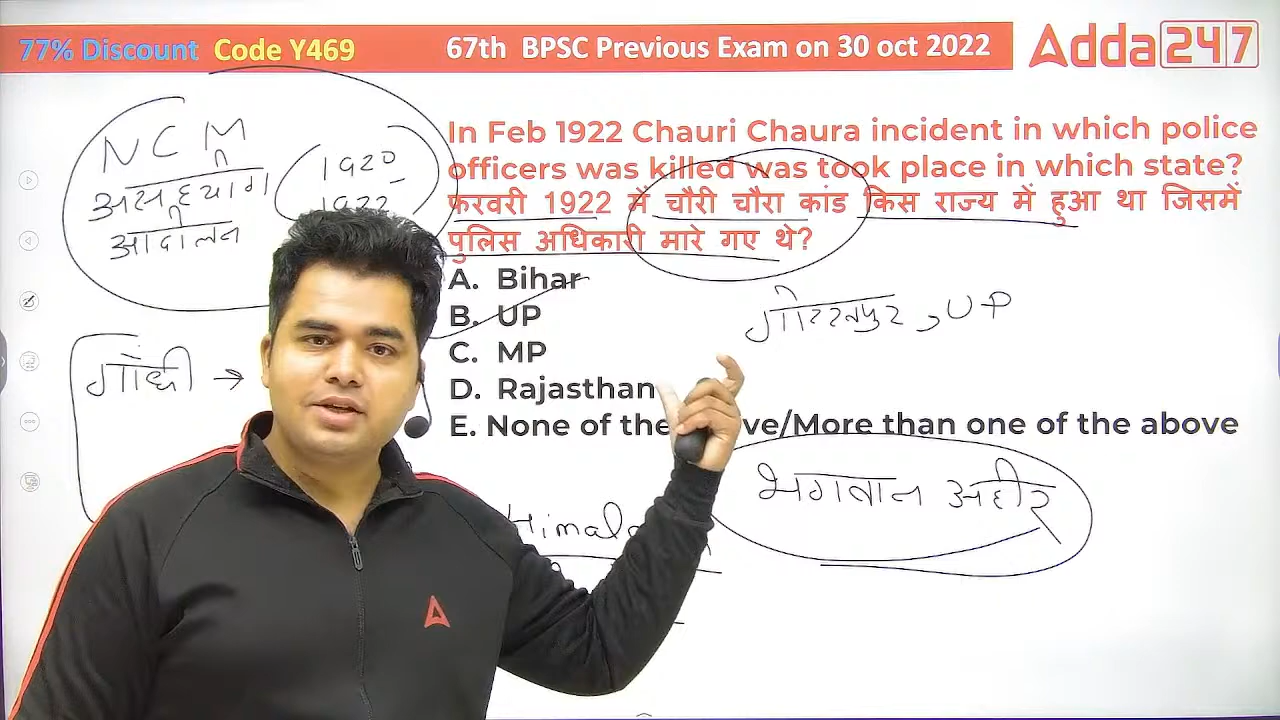 77% Discount Code Y469
67th BPSC Previous Exam on 30 oct 2022
Adda247
In Feb 1922 Chauri Chaura incident in which police
officers was killed was took place in which state?
फरवरी 1922 में चौरी चौरा कांड किस राज्य में हुआ था जिसमें
पुलिस अधिकारी मारे गए थे?
A. Bihar
B. UP
C. MP
D. Rajasthan
E. None of the ve/More than one of the above
NCM
असहयोग
आंदोलन
1920
1922
गाँधी →
गोरखपुर, UP
भगवान अहीर